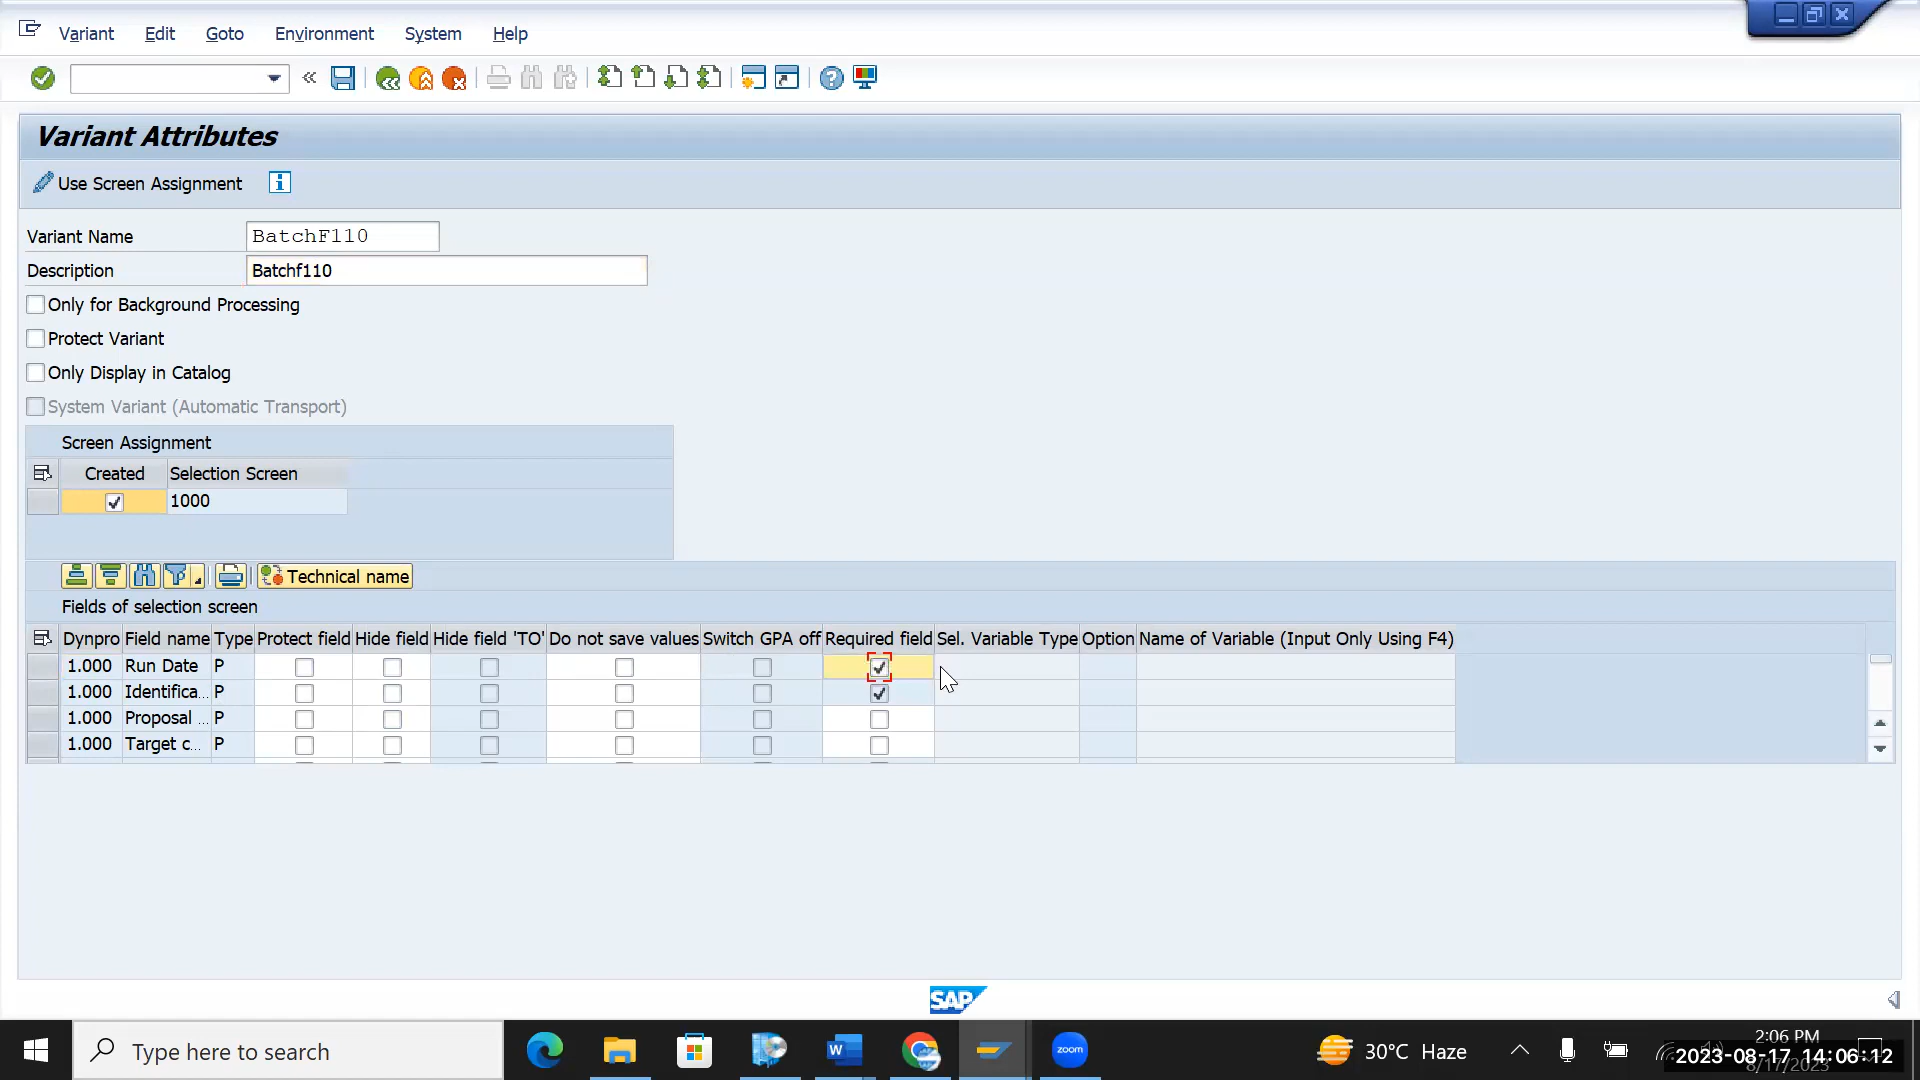 Variant Edit Goto Environment System Help
Variant Attributes
Use Screen Assignment
Variant Name BatchF110
Description Batchf110
Only for Background Processing
Protect Variant
Only Display in Catalog
System Variant (Automatic Transport)
Screen Assignment
Created Selection Screen
1000
Technical name
Fields of selection screen
Dynpro Field name Type Protect field Hide field Hide field 'TO' Do not save values Switch GPA off Required field Sel. Variable Type Option Name of Variable (Input Only Using F4)
1.000 Run Date P
1.000 Identifica... P
1.000 Proposal ... P
1.000 Target c... P
SAP
Type here to search
zoom
30°C Haze
2:06 PM
2023-08-17 14:06:12
8/17/2023